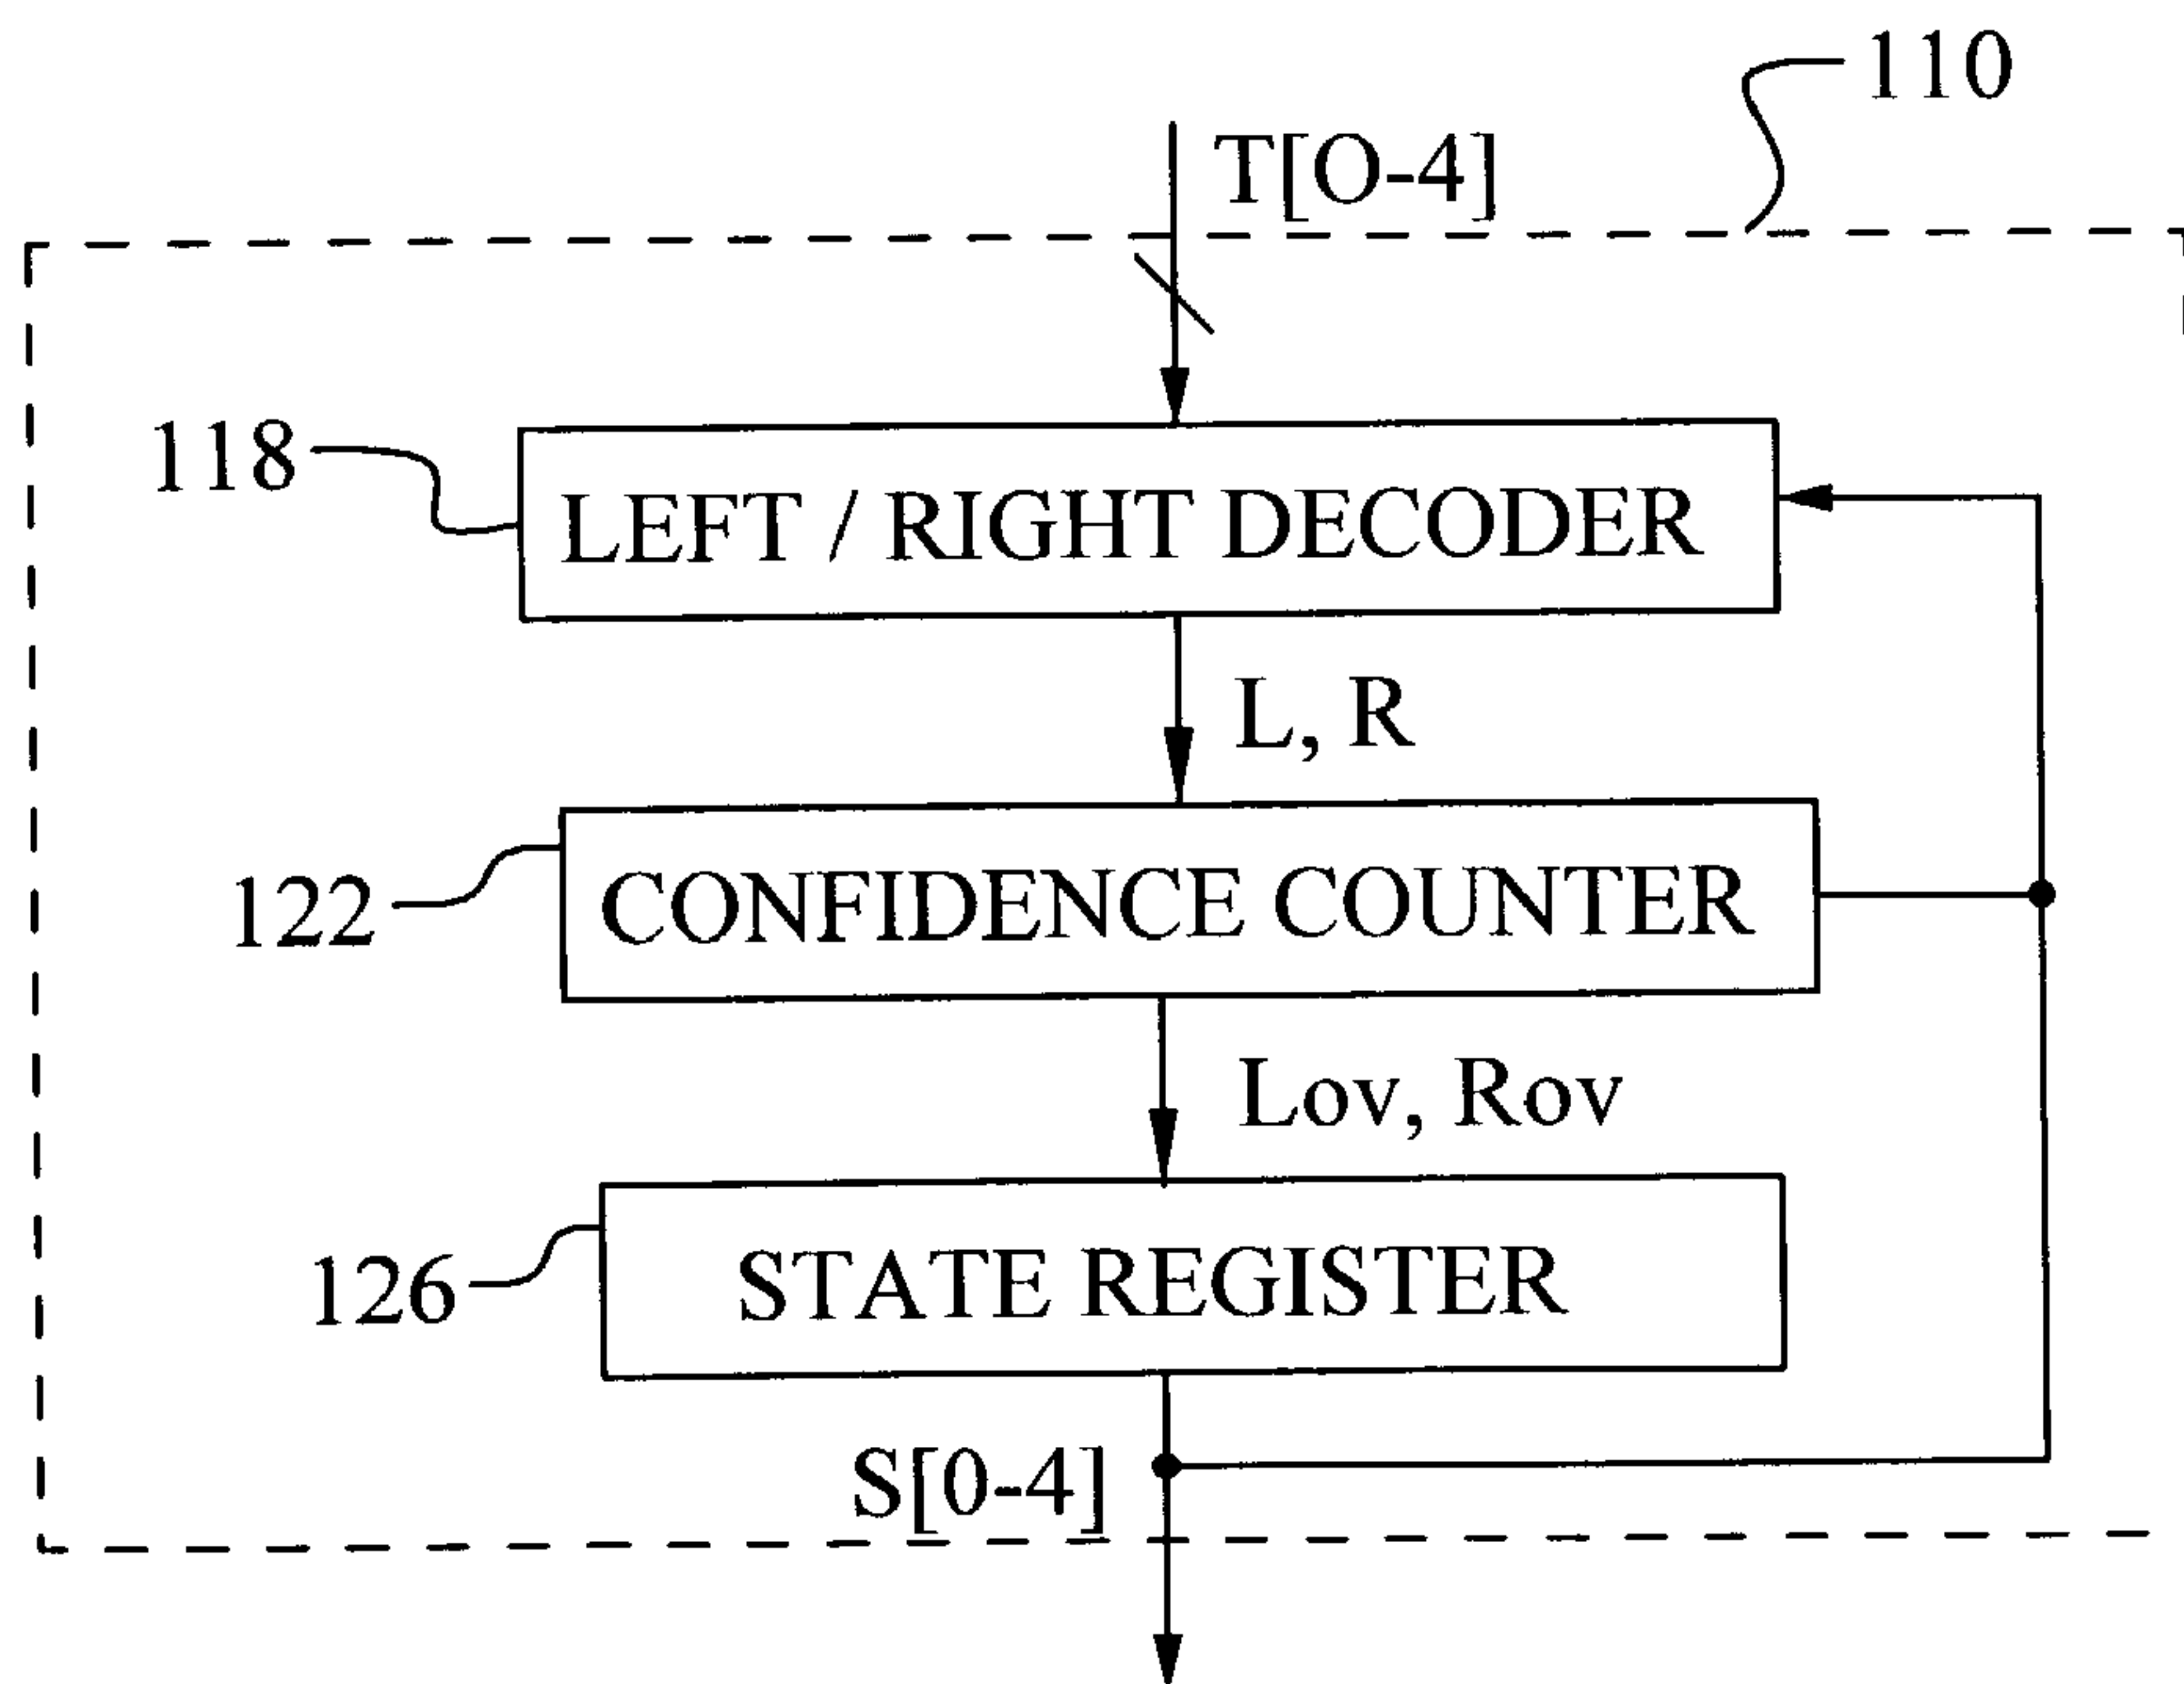 110
T[O-4]
118
LEFT / RIGHT DECODER
L, R
122
CONFIDENCE COUNTER
Lov, Rov
126
STATE REGISTER
S[0-4]